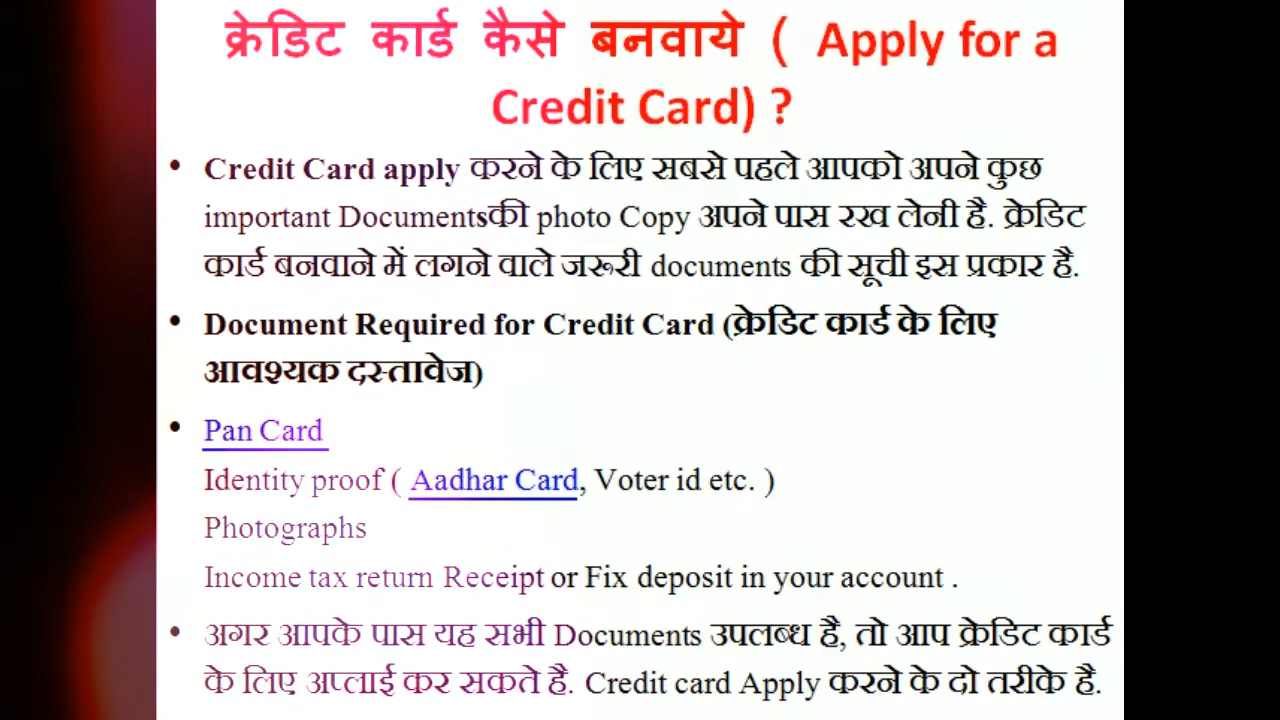 क्रेडिट कार्ड कैसे बनवाये ( Apply for a
Credit Card) ?
• Credit Card apply करने के लिए सबसे पहले आपको अपने कुछ
important Documentsकी photo Copy अपने पास रख लेनी है. क्रेडिट
कार्ड बनवाने में लगने वाले जरूरी documents की सूची इस प्रकार है.
• Document Required for Credit Card (क्रेडिट कार्ड के लिए
आवश्यक दस्तावेज)
• Pan Card
Identity proof ( Aadhar Card, Voter id etc. )
Photographs
Income tax return Receipt or Fix deposit in your account .
• अगर आपके पास यह सभी Documents उपलब्ध है, तो आप क्रेडिट कार्ड
के लिए अप्लाई कर सकते है. Credit card Apply करने के दो तरीके है.